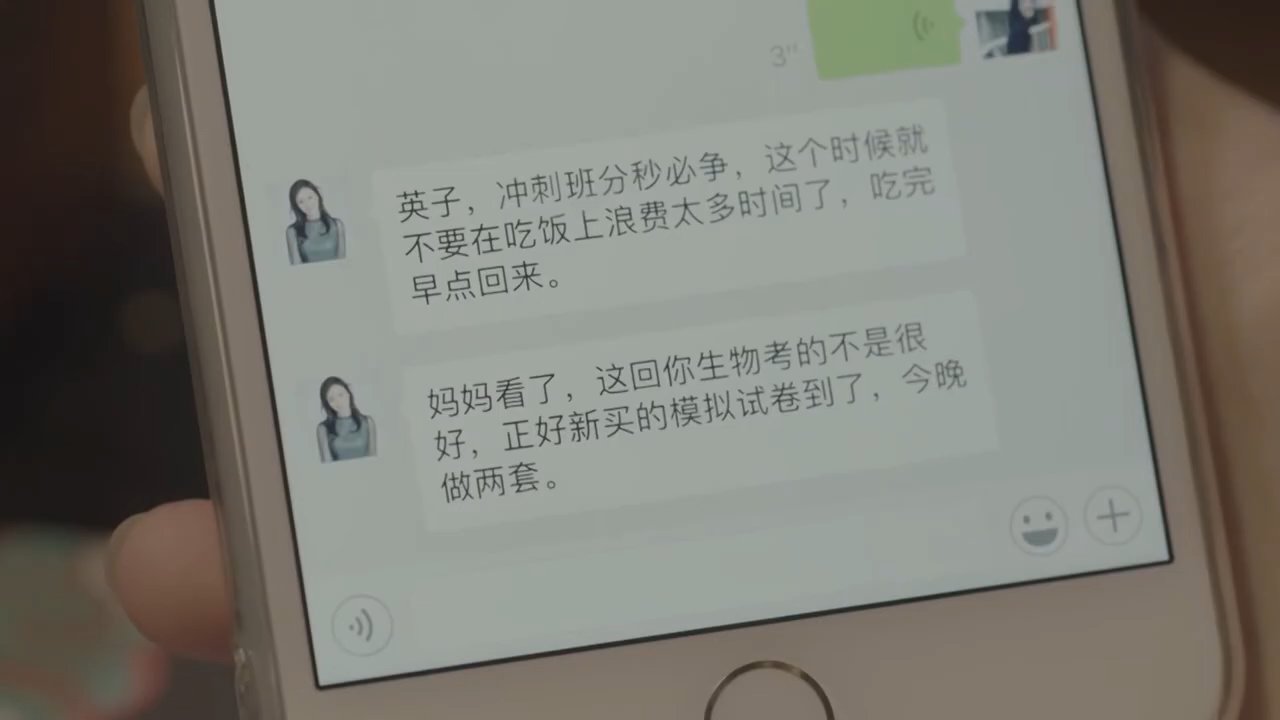 3"
英子，冲刺班分秒必争，这个时候就
不要在吃饭上浪费太多时间了，吃完
早点回来。
妈妈看了，这回你生物考的不是很
好，正好新买的模拟试卷到了，今晚
做两套。